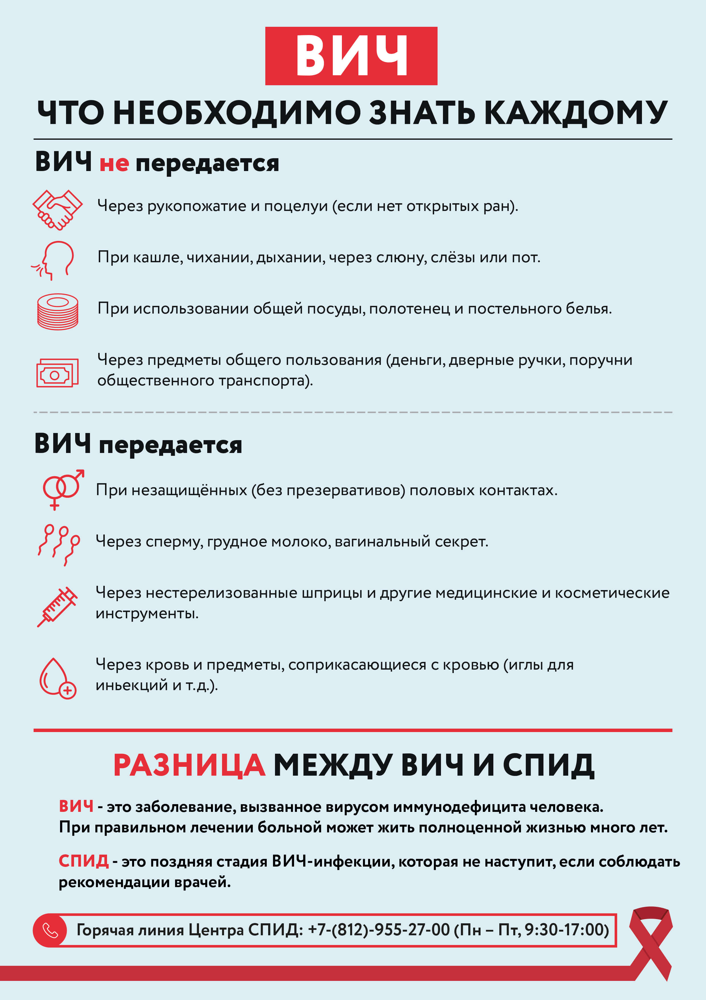 ВИЧ
ЧТО НЕОБХОДИМО ЗНАТЬ КАЖДОМУ
ВИЧ не передается
Через рукопожатие и поцелуи (если нет открытых ран).
При кашле, чихании, дыхании, через слюну, слёзы или пот.
При использовании общей посуды, полотенец и постельного белья.
Через предметы общего пользования (деньги, дверные ручки, поручни
общественного транспорта).
ВИЧ передается
При незащищённых (без презервативов) половых контактах.
Через сперму, грудное молоко, вагинальный секрет.
Через нестерелизованные шприцы и другие медицинские и косметические
инструменты.
Через кровь и предметы, соприкасающиеся с кровью (иглы для
иньекций и т.д.).
РАЗНИЦА МЕЖДУ ВИЧ И СПИД
ВИЧ - это заболевание, вызванное вирусом иммунодефицита человека.
При правильном лечении больной может жить полноценной жизнью много лет.
СПИД - это поздняя стадия ВИЧ-инфекции, которая не наступит, если соблюдать
рекомендации врачей.
Горячая линия Центра СПИД: +7-(812)-955-27-00 (Пн – Пт, 9:30-17:00)